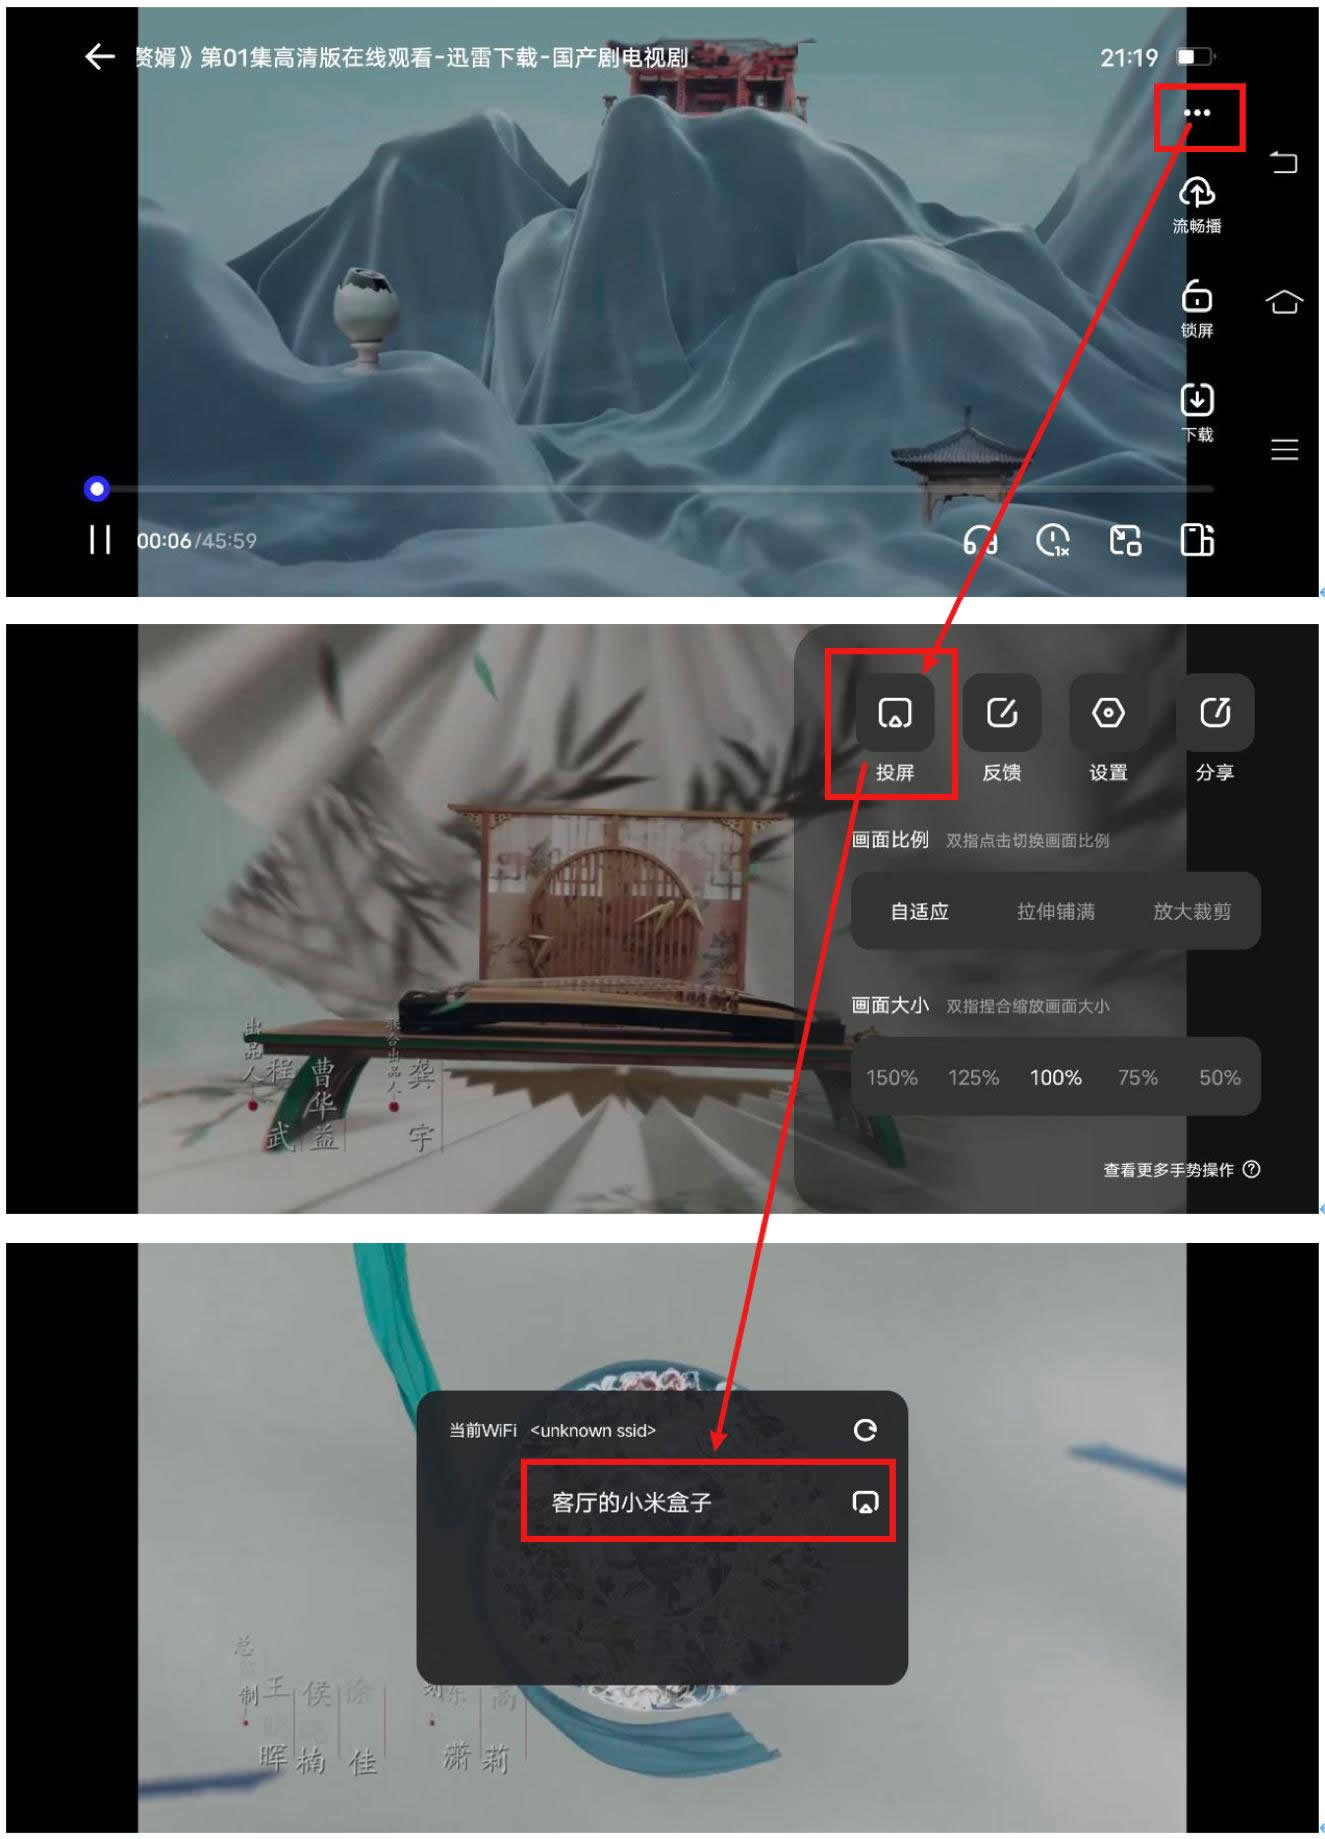 赘婿》第01集高清版在线观看-迅雷下载-国产剧电视剧
21:19
流畅播
锁屏
下载
00:06/45:59
1x
投屏 反馈 设置 分享
画面比例 双指点击切换画面比例
自适应 拉伸铺满 放大裁剪
画面大小 双指捏合缩放画面大小
150% 125% 100% 75% 50%
查看更多手势操作
出品人
程武
曹华益
联合出品人
龚宇
当前WiFi <unknown ssid>
客厅的小米盒子
总制
王晖
侯楠
徐佳
潇
高莉